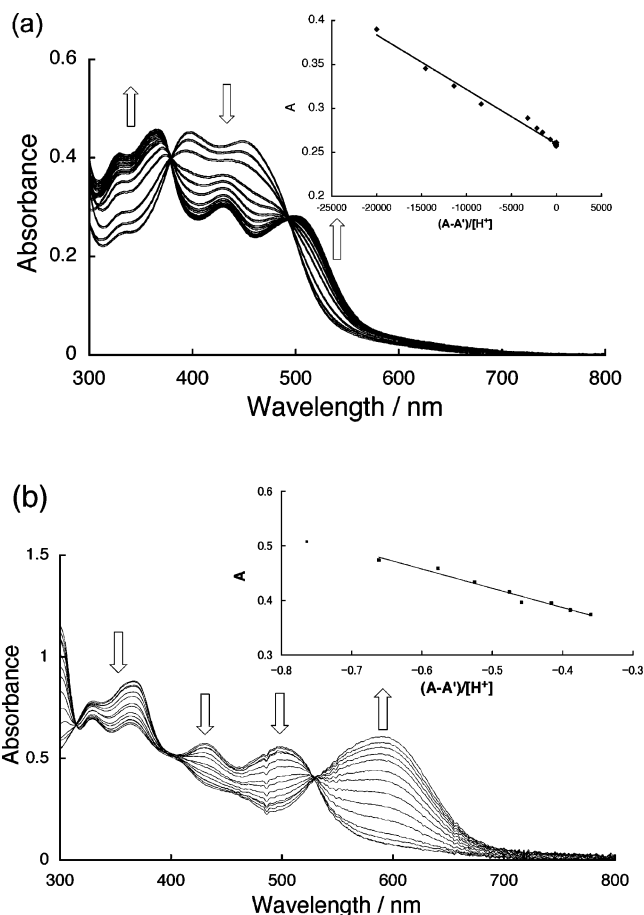 (a)
0.6
0.4
0.2
0
Absorbance
300 400 500 600 700 800
Wavelength / nm
0.4
0.35
0.3
0.25
0.2
A
-25000 -20000 -15000 -10000 -5000 0 5000
(A-A')/[H+]
(b)
1.5
1
0.5
0
Absorbance
300 400 500 600 700 800
Wavelength / nm
0.6
0.5
0.4
0.3
A
−0.8 −0.7 −0.6 −0.5 −0.4 −0.3
(A-A')/[H+]